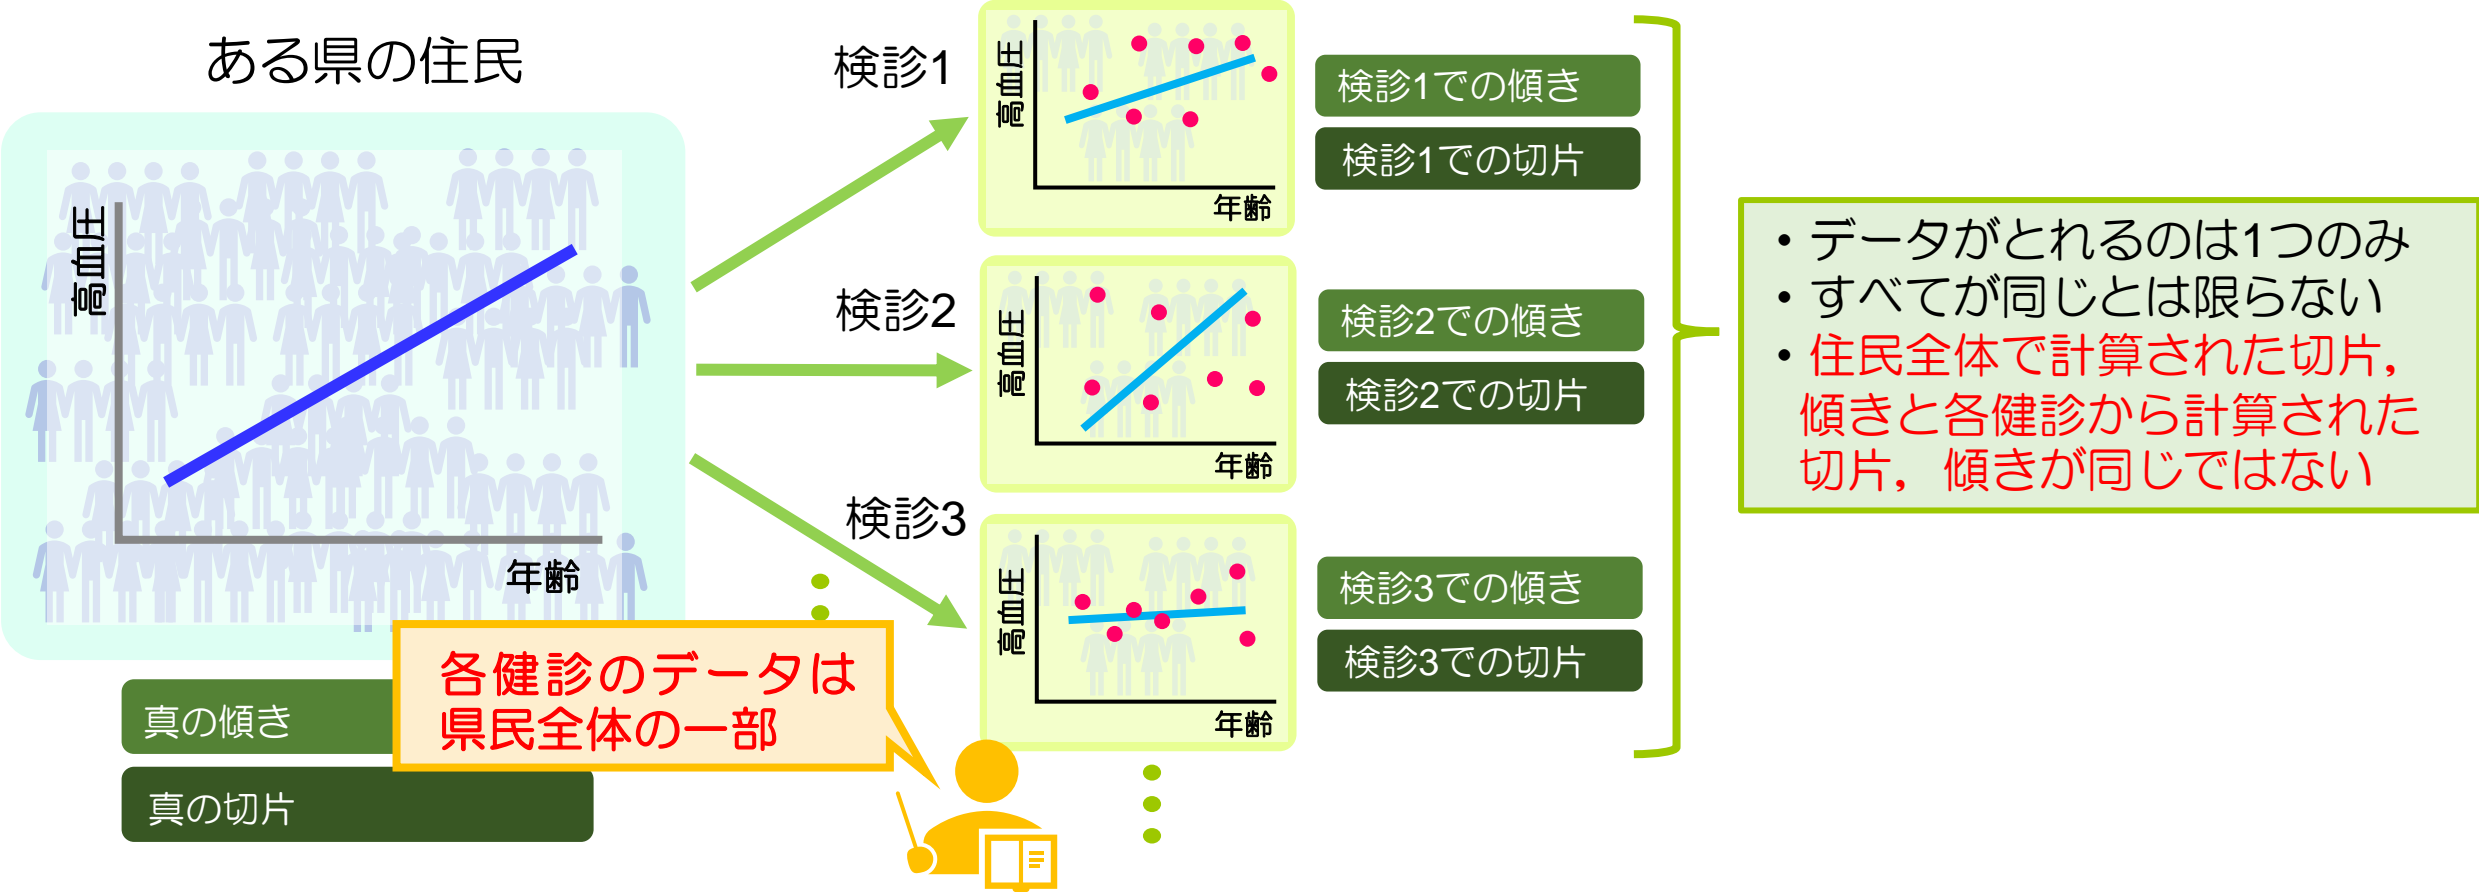 ある県の住民
高血圧
年齢
真の傾き
真の切片
各健診のデータは
県民全体の一部
検診1
高血圧
年齢
検診1での傾き
検診1での切片
検診2
高血圧
年齢
検診2での傾き
検診2での切片
検診3
高血圧
年齢
検診3での傾き
検診3での切片
・データがとれるのは1つのみ
・すべてが同じとは限らない
・住民全体で計算された切片,
傾きと各健診から計算された
切片, 傾きが同じではない